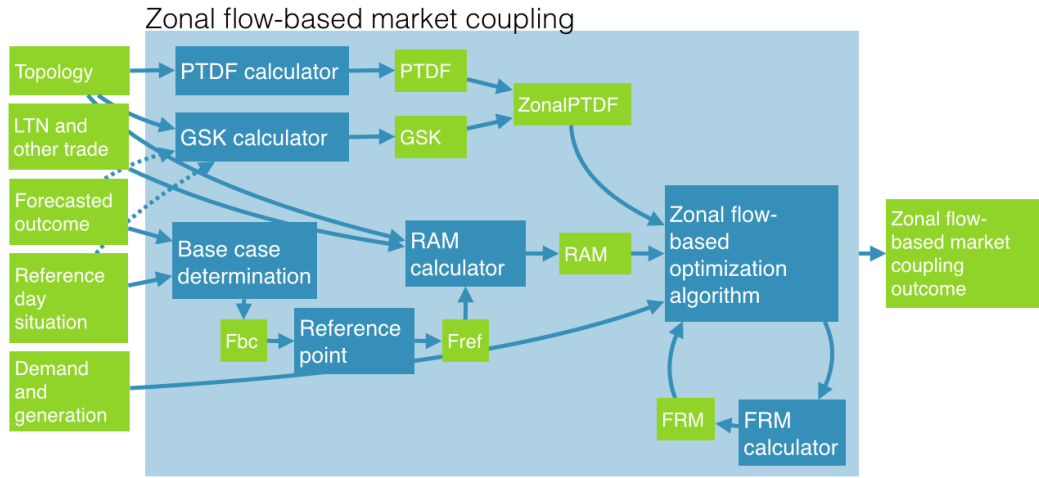 Zonal flow-based market coupling
Topology
LTN and
other trade
Forecasted
outcome
Reference
day
situation
Demand
and
generation
PTDF calculator
PTDF
GSK calculator
GSK
ZonalPTDF
Base case
determination
Fbc
Reference
point
Fref
RAM
calculator
RAM
Zonal flow-
based
optimization
algorithm
FRM
FRM
calculator
Zonal flow-
based market
coupling
outcome